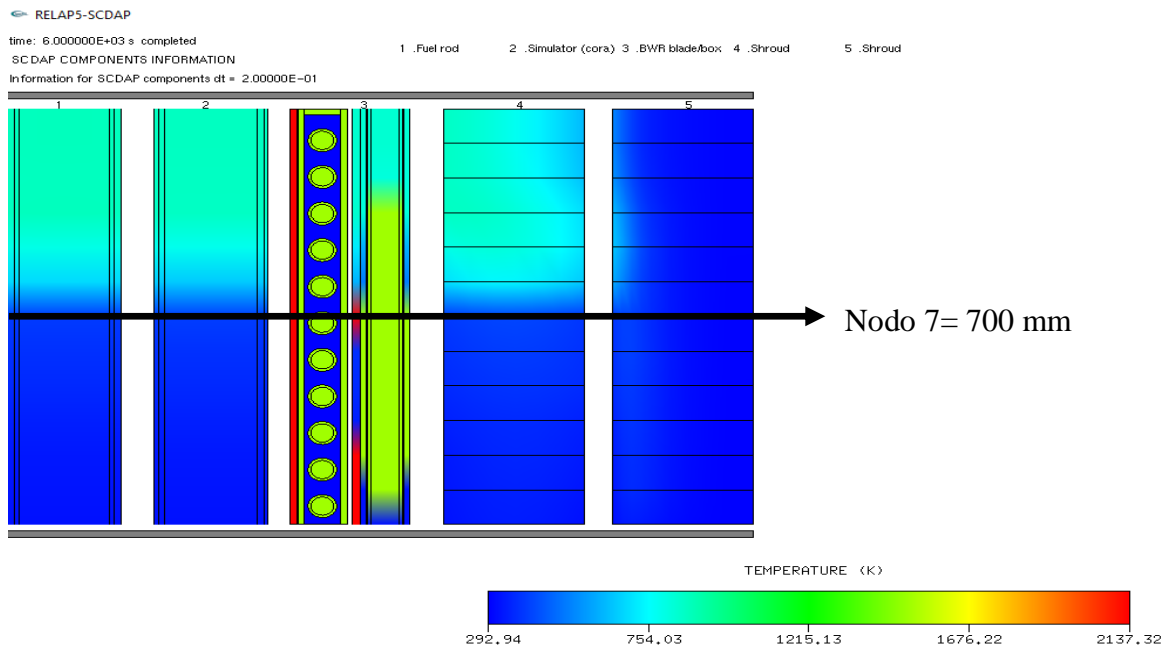 RELAP5-SCDAP
time: 6.000000E+03 s completed
1 .Fuel rod 2 .Simulator (cora) 3 .BWR blade/box 4 .Shroud 5 .Shroud
SCDAP COMPONENTS INFORMATION
Information for SCDAP components dt = 2.00000E-01
1 2 3 4 5
Nodo 7= 700 mm
TEMPERATURE (K)
292.94 754.03 1215.13 1676.22 2137.32